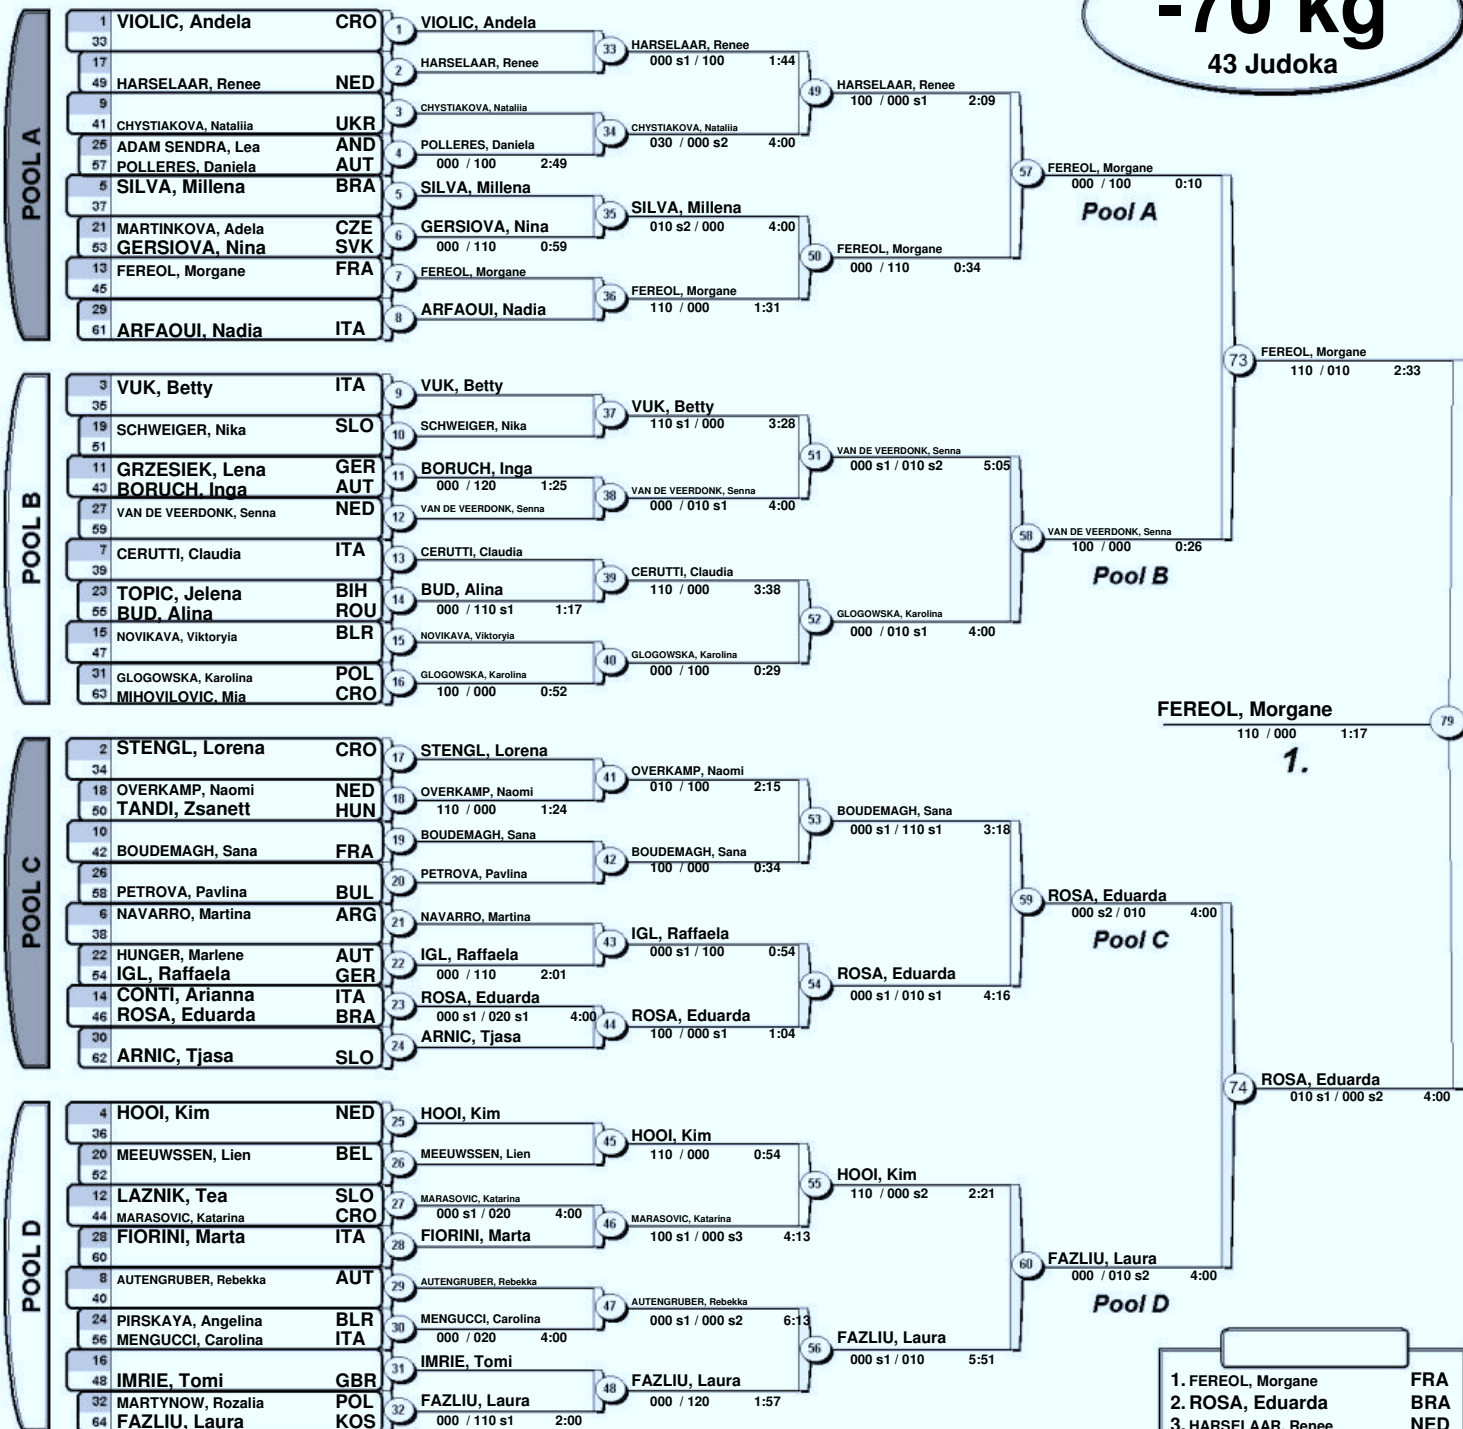 -70 kg
43 Judoka
POOL A
1 VIOLIC, Andela CRO
33
17
49 HARSELAAR, Renee NED
9
41 CHYSTIAKOVA, Nataliia UKR
25 ADAM SENDRA, Lea AND
57 POLLERES, Daniela AUT
5 SILVA, Millena BRA
37
21 MARTINKOVA, Adela CZE
53 GERSIOVA, Nina SVK
13 FEREOL, Morgane FRA
45
29
61 ARFAOUI, Nadia ITA
1 VIOLIC, Andela
2 HARSELAAR, Renee
3 CHYSTIAKOVA, Nataliia
4 POLLERES, Daniela
000 / 100 2:49
5 SILVA, Millena
6 GERSIOVA, Nina
000 / 110 0:59
7 FEREOL, Morgane
8 ARFAOUI, Nadia
33 HARSELAAR, Renee
000 s1 / 100 1:44
34 CHYSTIAKOVA, Nataliia
030 / 000 s2 4:00
35 SILVA, Millena
010 s2 / 000 4:00
36 FEREOL, Morgane
110 / 000 1:31
49 HARSELAAR, Renee
100 / 000 s1 2:09
50 FEREOL, Morgane
000 / 110 0:34
57 FEREOL, Morgane
000 / 100 0:10
Pool A
POOL B
3 VUK, Betty ITA
35
19 SCHWEIGER, Nika SLO
51
11 GRZESIEK, Lena GER
43 BORUCH, Inga AUT
27 VAN DE VEERDONK, Senna NED
59
7 CERUTTI, Claudia ITA
39
23 TOPIC, Jelena BIH
55 BUD, Alina ROU
15 NOVIKAVA, Viktoryia BLR
47
31 GLOGOWSKA, Karolina POL
63 MIHOVILOVIC, Mia CRO
9 VUK, Betty
10 SCHWEIGER, Nika
11 BORUCH, Inga
000 / 120 1:25
12 VAN DE VEERDONK, Senna
13 CERUTTI, Claudia
14 BUD, Alina
000 / 110 s1 1:17
15 NOVIKAVA, Viktoryia
16 GLOGOWSKA, Karolina
100 / 000 0:52
37 VUK, Betty
110 s1 / 000 3:28
38 VAN DE VEERDONK, Senna
000 / 010 s1 4:00
39 CERUTTI, Claudia
110 / 000 3:38
40 GLOGOWSKA, Karolina
000 / 100 0:29
51 VAN DE VEERDONK, Senna
000 s1 / 010 s2 5:05
52 GLOGOWSKA, Karolina
000 / 010 s1 4:00
58 VAN DE VEERDONK, Senna
100 / 000 0:26
Pool B
73 FEREOL, Morgane
110 / 010 2:33
FEREOL, Morgane 79
110 / 000 1:17
1.
POOL C
2 STENGL, Lorena CRO
34
18 OVERKAMP, Naomi NED
50 TANDI, Zsanett HUN
10
42 BOUDEMAGH, Sana FRA
26
58 PETROVA, Pavlina BUL
6 NAVARRO, Martina ARG
38
22 HUNGER, Marlene AUT
54 IGL, Raffaela GER
14 CONTI, Arianna ITA
46 ROSA, Eduarda BRA
30
62 ARNIC, Tjasa SLO
17 STENGL, Lorena
18 OVERKAMP, Naomi
110 / 000 1:24
19 BOUDEMAGH, Sana
20 PETROVA, Pavlina
21 NAVARRO, Martina
22 IGL, Raffaela
000 / 110 2:01
23 ROSA, Eduarda
000 s1 / 020 s1 4:00
24 ARNIC, Tjasa
41 OVERKAMP, Naomi
010 / 100 2:15
42 BOUDEMAGH, Sana
100 / 000 0:34
43 IGL, Raffaela
000 s1 / 100 0:54
44 ROSA, Eduarda
100 / 000 s1 1:04
53 BOUDEMAGH, Sana
000 s1 / 110 s1 3:18
54 ROSA, Eduarda
000 s1 / 010 s1 4:16
59 ROSA, Eduarda
000 s2 / 010 4:00
Pool C
POOL D
4 HOOI, Kim NED
36
20 MEEUWSSEN, Lien BEL
52
12 LAZNIK, Tea SLO
44 MARASOVIC, Katarina CRO
28 FIORINI, Marta ITA
60
8 AUTENGRUBER, Rebekka AUT
40
24 PIRSKAYA, Angelina BLR
56 MENGUCCI, Carolina ITA
16
48 IMRIE, Tomi GBR
32 MARTYNOW, Rozalia POL
64 FAZLIU, Laura KOS
25 HOOI, Kim
26 MEEUWSSEN, Lien
27 MARASOVIC, Katarina
000 s1 / 020 4:00
28 FIORINI, Marta
29 AUTENGRUBER, Rebekka
30 MENGUCCI, Carolina
000 / 020 4:00
31 IMRIE, Tomi
32 FAZLIU, Laura
000 / 110 s1 2:00
45 HOOI, Kim
110 / 000 0:54
46 MARASOVIC, Katarina
100 s1 / 000 s3 4:13
47 AUTENGRUBER, Rebekka
000 s1 / 000 s2 6:13
48 FAZLIU, Laura
000 / 120 1:57
55 HOOI, Kim
110 / 000 s2 2:21
56 FAZLIU, Laura
000 s1 / 010 5:51
60 FAZLIU, Laura
000 / 010 s2 4:00
Pool D
74 ROSA, Eduarda
010 s1 / 000 s2 4:00
1. FEREOL, Morgane FRA
2. ROSA, Eduarda BRA
3. HARSELAAR, Renee NED